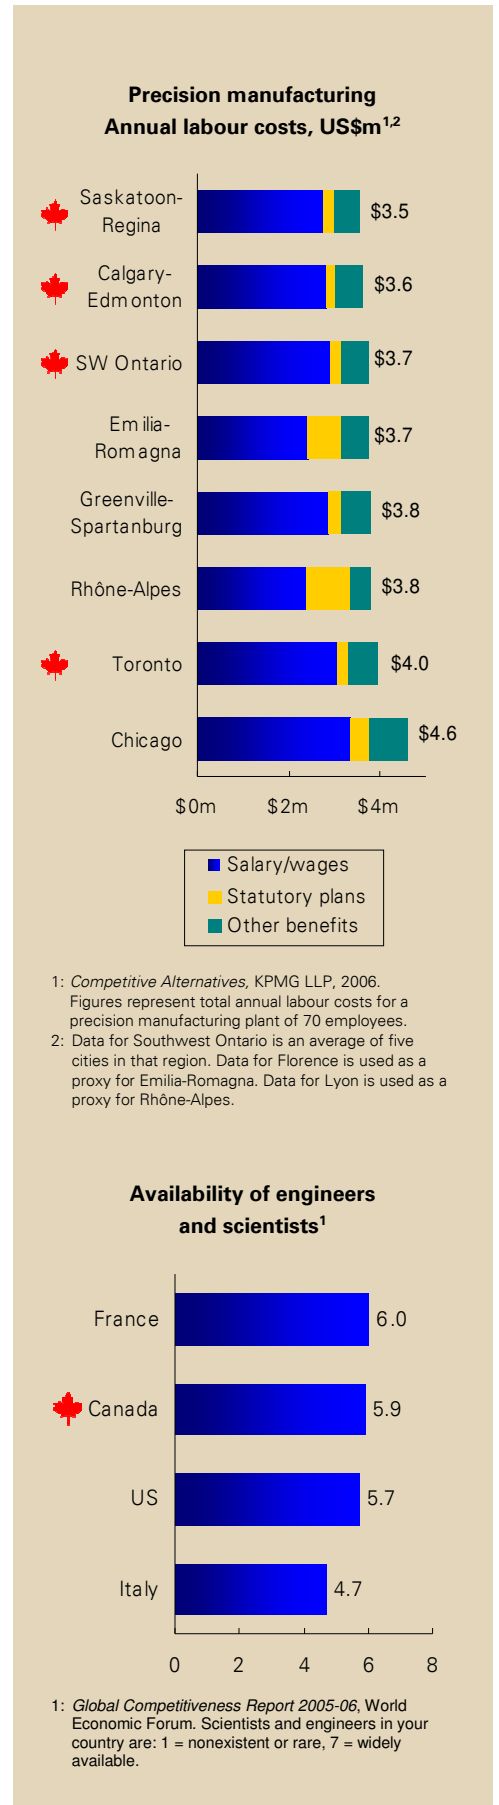 Precision manufacturing
Annual labour costs, US$m1,2
Saskatoon-
Regina
$3.5
Calgary-
Edmonton
$3.6
SW Ontario
$3.7
Emilia-
Romagna
$3.7
Greenville-
Spartanburg
$3.8
Rhône-Alpes
$3.8
Toronto
$4.0
Chicago
$4.6
$0m $2m $4m
Salary/wages
Statutory plans
Other benefits
1: Competitive Alternatives, KPMG LLP, 2006.
Figures represent total annual labour costs for a
precision manufacturing plant of 70 employees.
2: Data for Southwest Ontario is an average of five
cities in that region. Data for Florence is used as a
proxy for Emilia-Romagna. Data for Lyon is used as a
proxy for Rhône-Alpes.
Availability of engineers
and scientists1
France 6.0
Canada 5.9
US 5.7
Italy 4.7
0 2 4 6 8
1: Global Competitiveness Report 2005-06, World
Economic Forum. Scientists and engineers in your
country are: 1 = nonexistent or rare, 7 = widely
available.